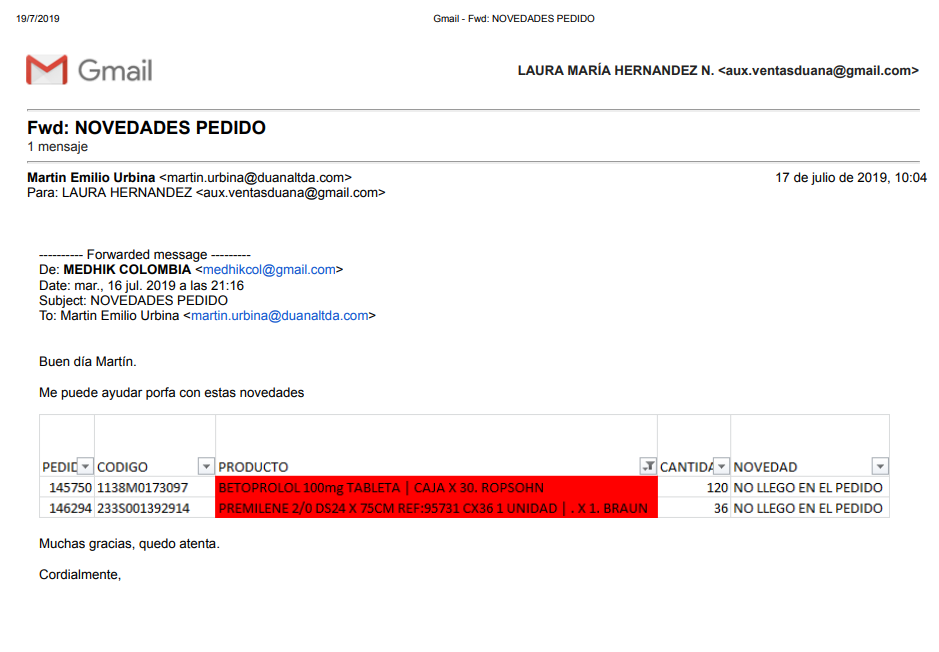 19/7/2019 Gmail - Fwd: NOVEDADES PEDIDO
Gmail LAURA MARÍA HERNANDEZ N. <aux.ventasduana@gmail.com>
Fwd: NOVEDADES PEDIDO
1 mensaje
Martin Emilio Urbina <martin.urbina@duanaltda.com> 17 de julio de 2019, 10:04
Para: LAURA HERNANDEZ <aux.ventasduana@gmail.com>
---------- Forwarded message ---------
De: MEDHIK COLOMBIA <medhikcol@gmail.com>
Date: mar., 16 jul. 2019 a las 21:16
Subject: NOVEDADES PEDIDO
To: Martin Emilio Urbina <martin.urbina@duanaltda.com>
Buen día Martín.
Me puede ayudar porfa con estas novedades
PEDID CODIGO PRODUCTO CANTIDA NOVEDAD
145750 1138M0173097 BETOPROLOL 100mg TABLETA | CAJA X 30. ROPSOHN 120 NO LLEGO EN EL PEDIDO
146294 233S001392914 PREMILENE 2/0 DS24 X 75CM REF:95731 CX36 1 UNIDAD | . X 1. BRAUN 36 NO LLEGO EN EL PEDIDO
Muchas gracias, quedo atenta.
Cordialmente,